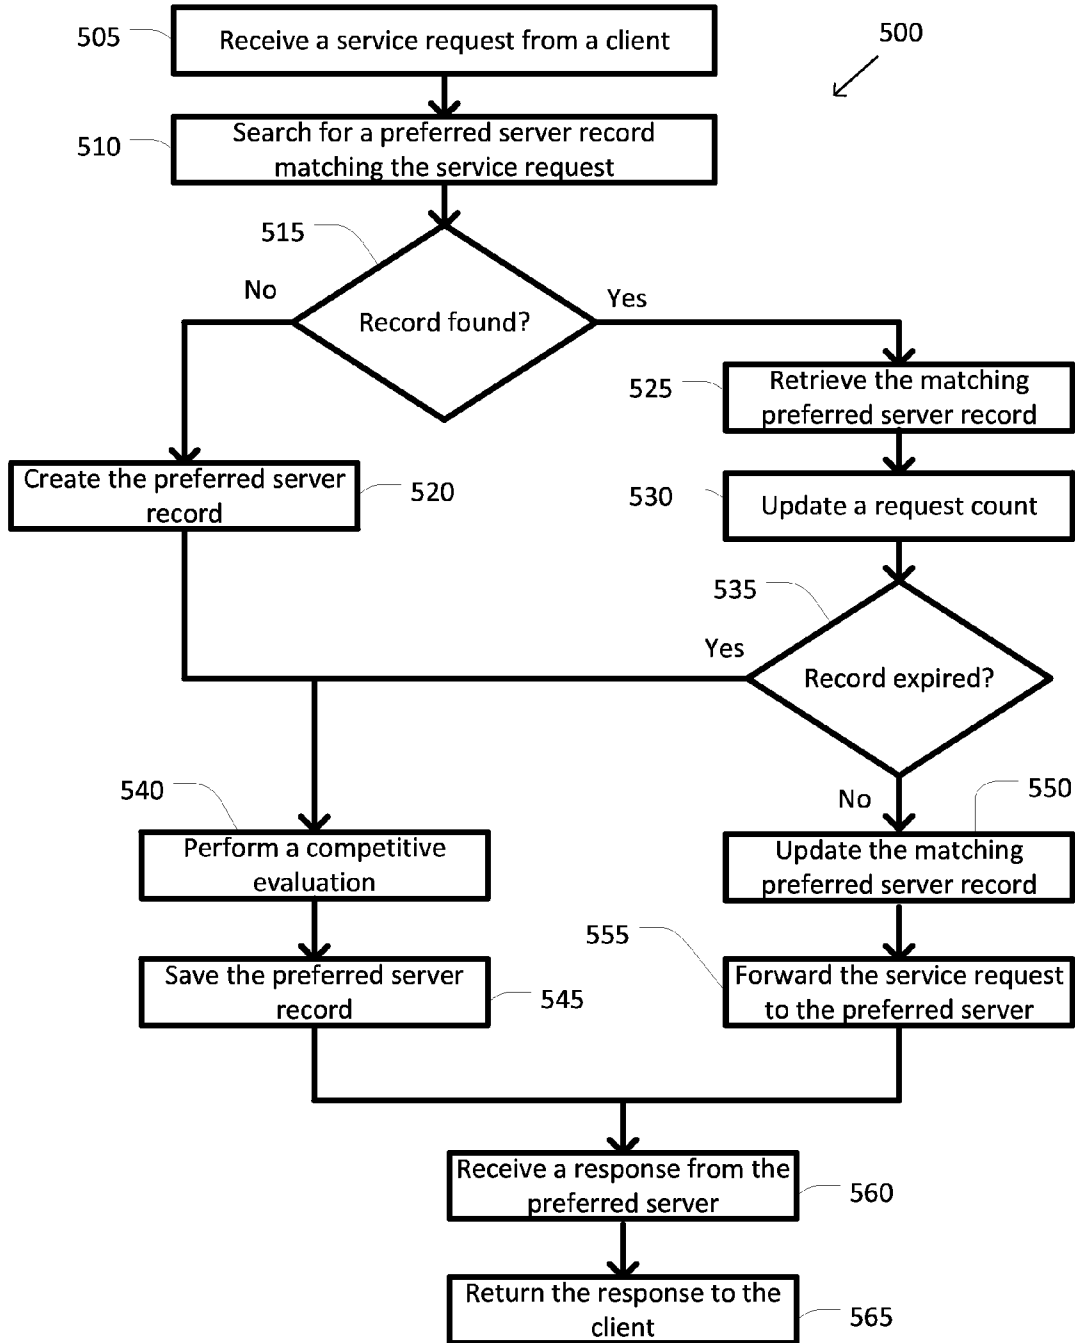 505
Receive a service request from a client
500
510
Search for a preferred server record
matching the service request
515
No
Yes
Record found?
525
Retrieve the matching
preferred server record
Create the preferred server
record
520
530
Update a request count
535
Yes
Record expired?
540
No
550
Perform a competitive
evaluation
Update the matching
preferred server record
555
Save the preferred server
record
545
Forward the service request
to the preferred server
Receive a response from the
preferred server
560
Return the response to the
client
565